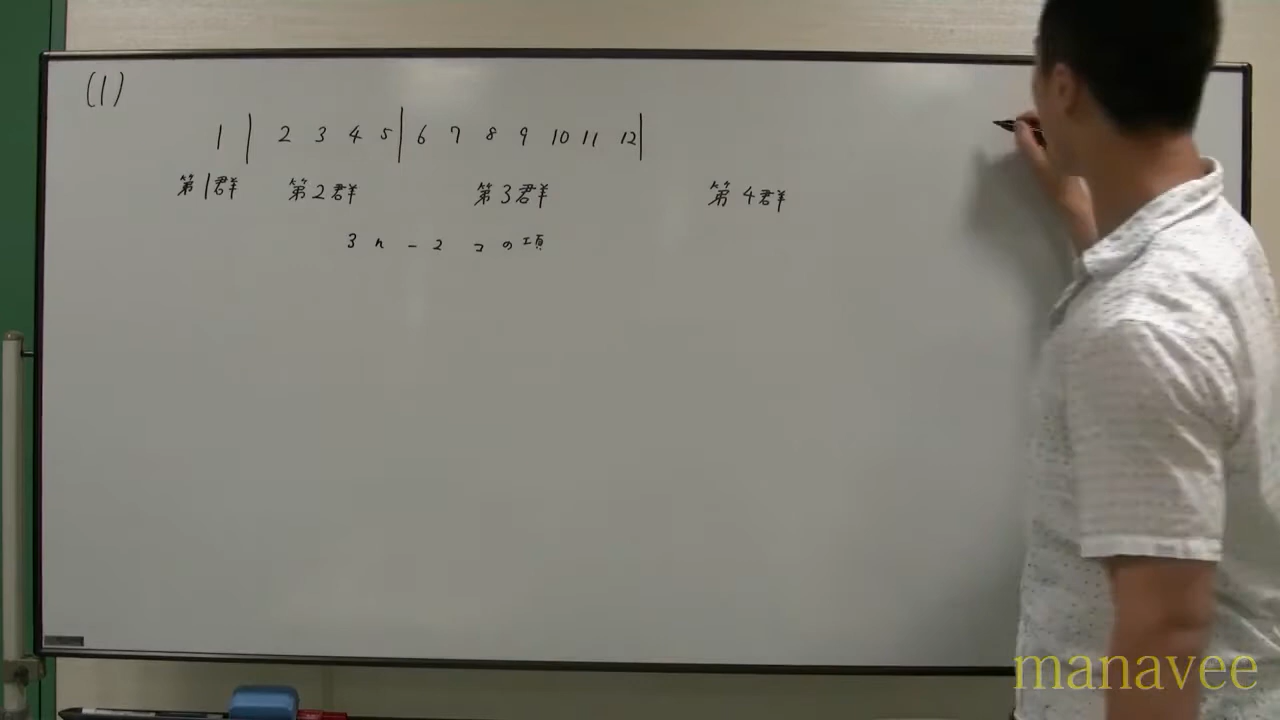 (1)
1 | 2 3 4 5 | 6 7 8 9 10 11 12 |
第1群 第2群 第3群 第4群
3n-2コの項
manavee